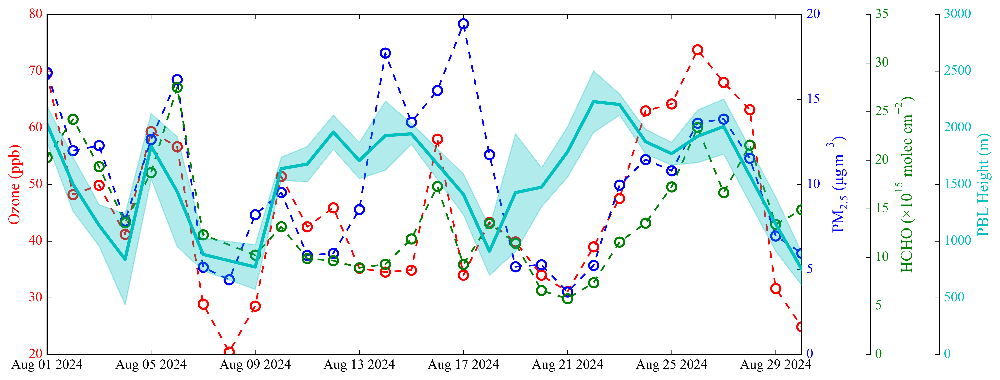 Ozone (ppb)
80
70
60
50
40
30
20
Aug 01 2024
Aug 05 2024
Aug 09 2024
Aug 13 2024
Aug 17 2024
Aug 21 2024
Aug 25 2024
Aug 29 2024
20
15
10
5
0
PM₂.₅ (µg m⁻³)
35
30
25
20
15
10
5
0
HCHO (×10¹⁵ molec cm⁻²)
3000
2500
2000
1500
1000
500
0
PBL Height (m)